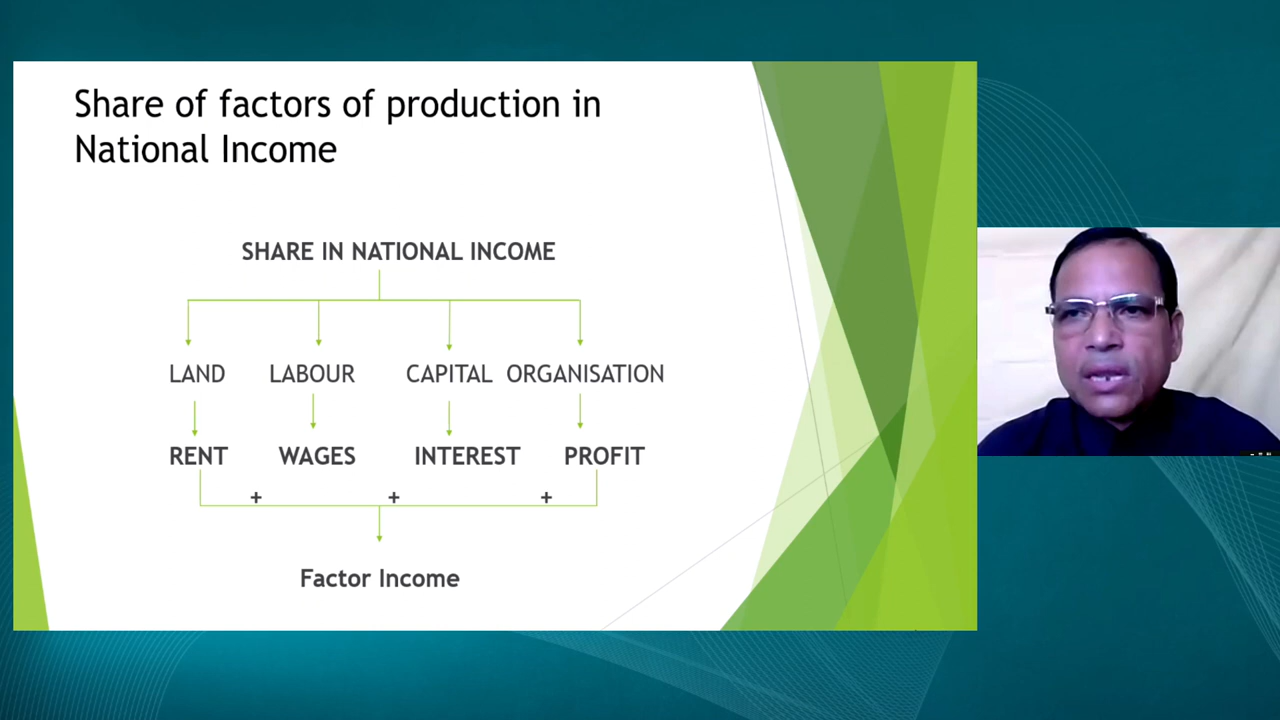 Share of factors of production in
National Income
SHARE IN NATIONAL INCOME
LAND LABOUR CAPITAL ORGANISATION
RENT WAGES INTEREST PROFIT
+ + +
Factor Income